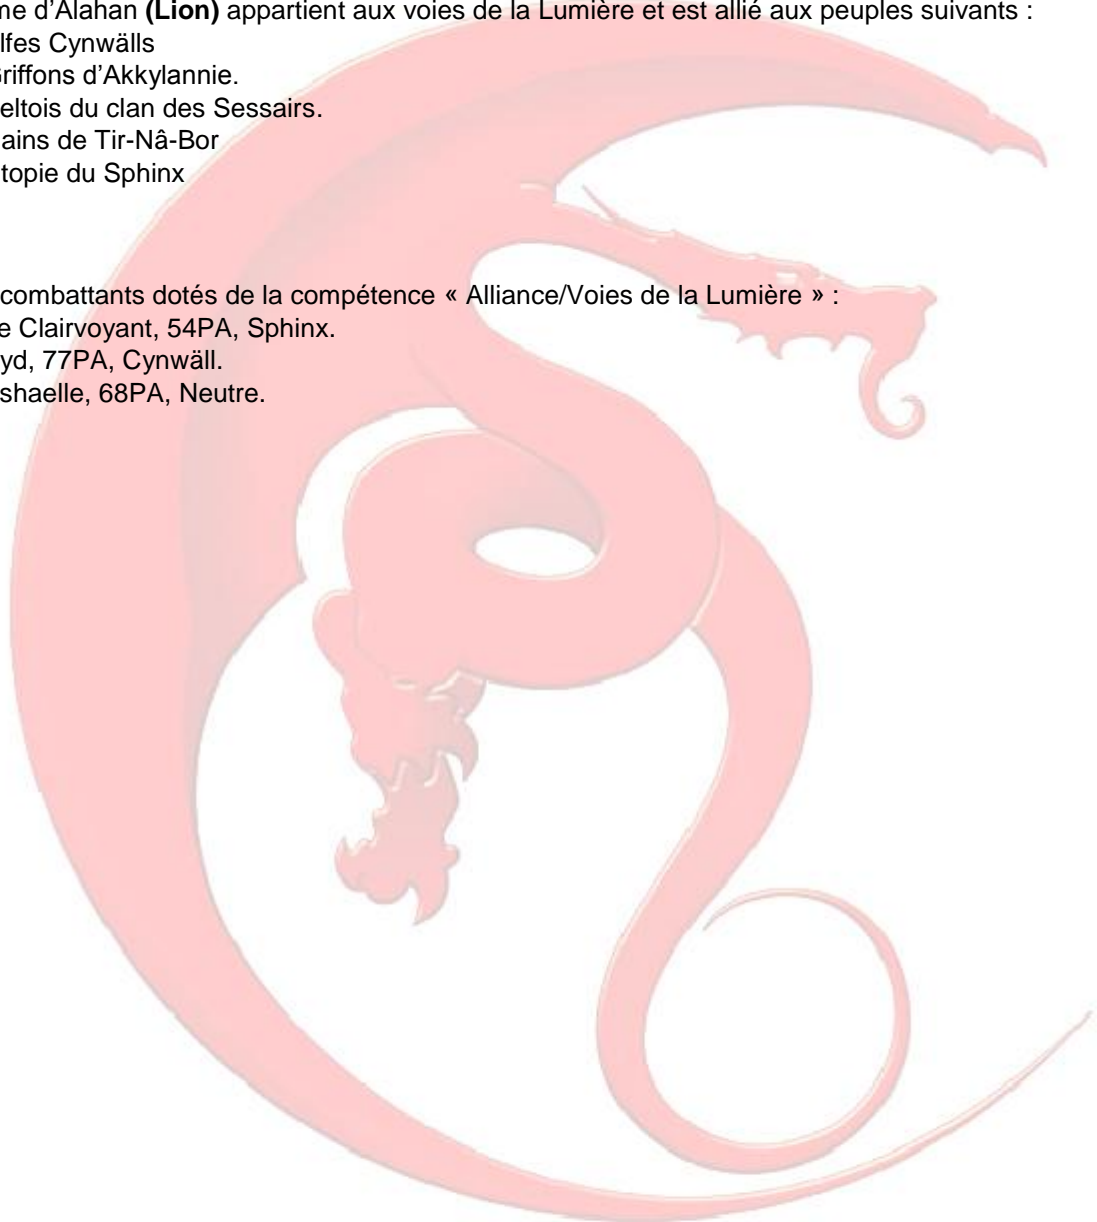 me d’Alahan (Lion) appartient aux voies de la Lumière et est allié aux peuples suivants :
lfes Cynwälls
riffons d’Akkylannie.
eltois du clan des Sessairs.
ains de Tir-Nâ-Bor
topie du Sphinx
combattants dotés de la compétence « Alliance/Voies de la Lumière » :
e Clairvoyant, 54PA, Sphinx.
yd, 77PA, Cynwäll.
shaelle, 68PA, Neutre.